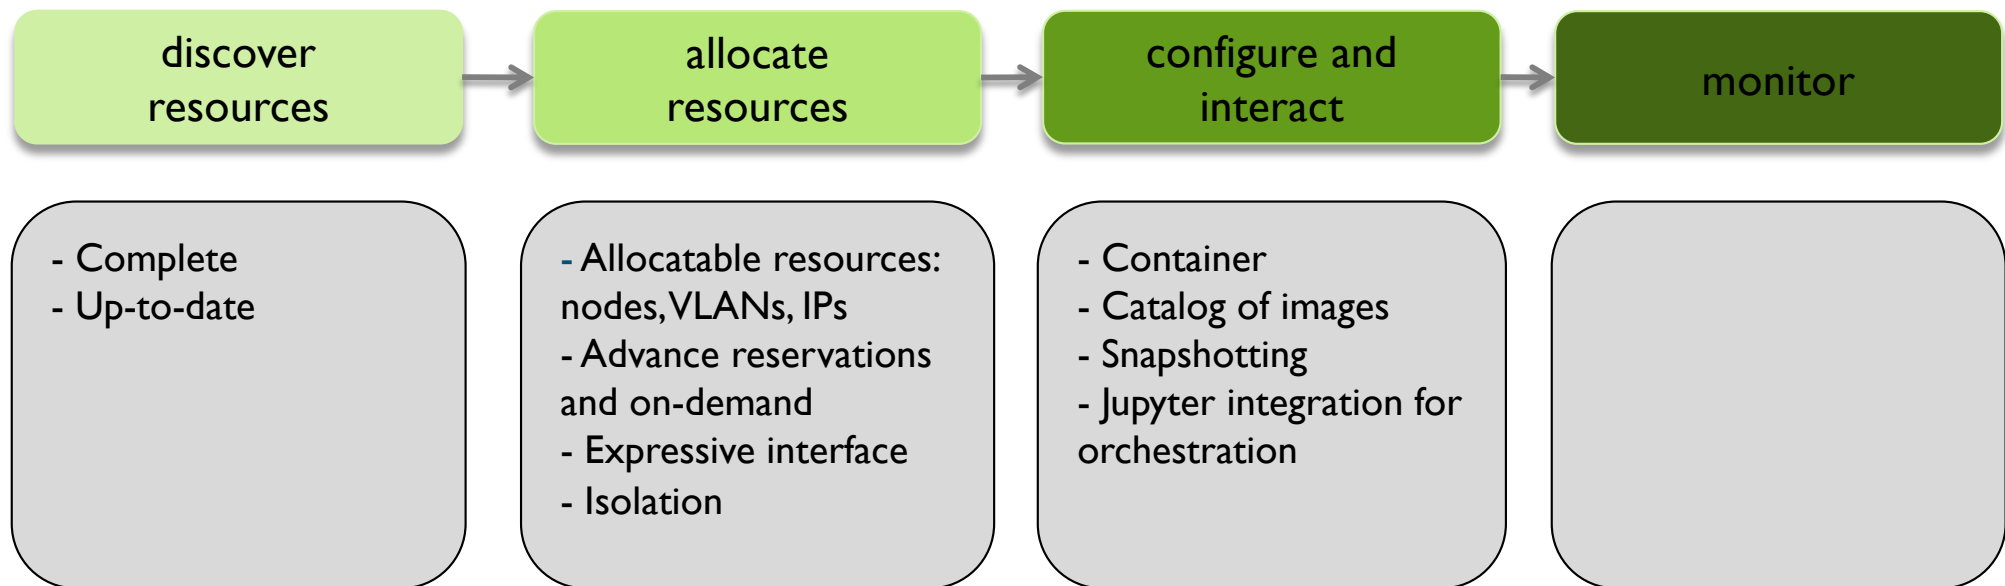 discover
resources
allocate
resources
configure and
interact
monitor
- Complete
- Up-to-date
- Allocatable resources:
nodes, VLANs, IPs
- Advance reservations
and on-demand
- Expressive interface
- Isolation
- Container
- Catalog of images
- Snapshotting
- Jupyter integration for
orchestration